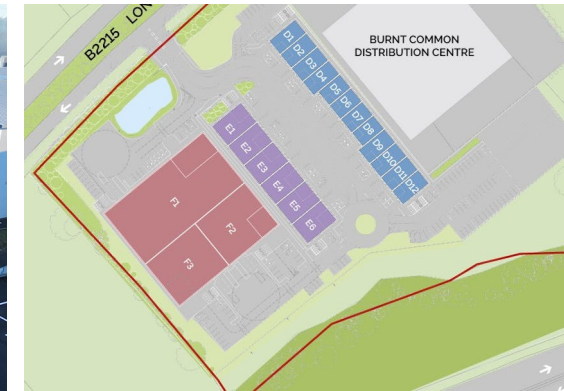 B2215 LON
BURNT COMMON
DISTRIBUTION CENTRE
D1
D2
D3
D4
D5
D6
D7
D8
D9
D10
D11
D12
E1
E2
E3
E4
E5
E6
F1
F2
F3